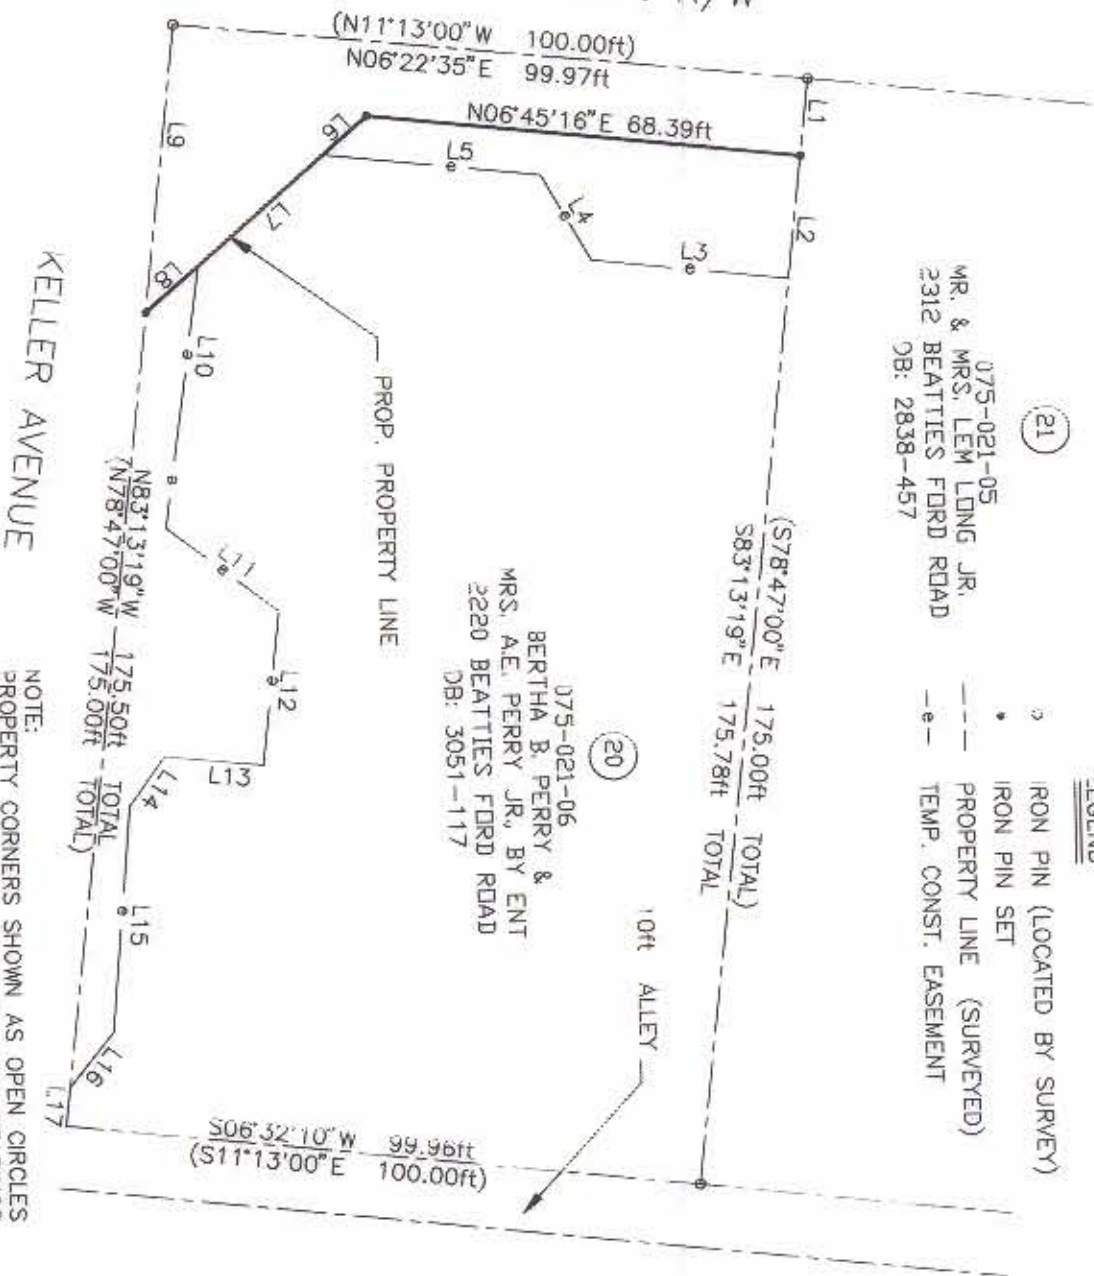 (N11°13'00"W 100.00ft)
N06°22'35"E 99.97ft
N06°45'16"E 68.39ft
L1
L2
L3
L4
L5
L6
L7
L8
L9
L10
L11
L12
L13
L14
L15
L16
L17
PROP. PROPERTY LINE
KELLER AVENUE
N83°13'19"W 175.50ft TOTAL
(N78°47'00"W 175.00ft TOTAL)
(S78°47'00"E 175.00ft TOTAL)
S83°13'19"E 175.78ft TOTAL
21
075-021-05
MR. & MRS. LEM LONG JR.
2312 BEATTIES FORD ROAD
DB: 2838-457
20
075-021-06
BERTHA B. PERRY &
MRS. A.E. PERRY JR., BY ENT
2220 BEATTIES FORD ROAD
DB: 3051-117
10ft ALLEY
S06°32'10"W 99.96ft
(S11°13'00"E 100.00ft)
LEGEND
IRON PIN (LOCATED BY SURVEY)
IRON PIN SET
PROPERTY LINE (SURVEYED)
-e- TEMP. CONST. EASEMENT
NOTE:
PROPERTY CORNERS SHOWN AS OPEN CIRCLES